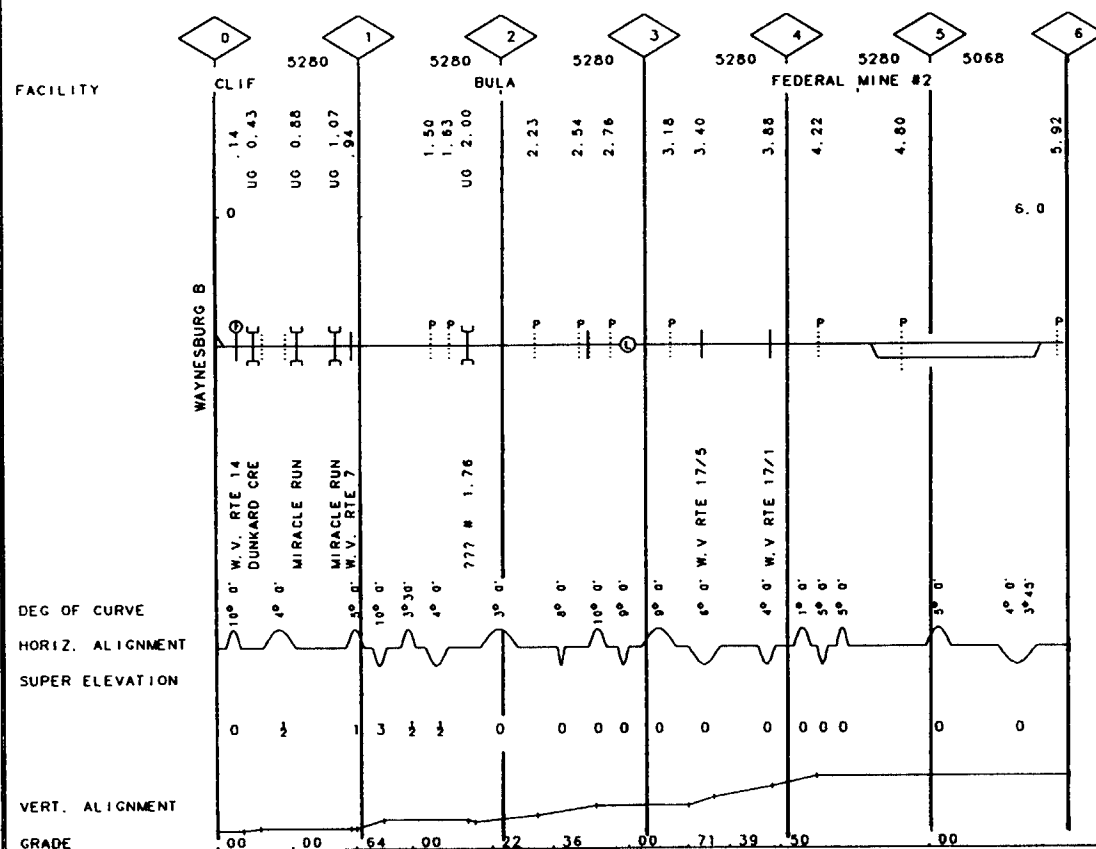 0 1 2 3 4 5 6
5280 5280 5280 5280 5280 5068
FACILITY CLIF BULA FEDERAL MINE #2
.14
UG 0.43
UG 0.88
UG 1.07
.94
1.50
1.63
UG 2.00
2.23
2.54
2.76
3.18
3.40
3.88
4.22
4.80
5.92
0 6.0
WAYNESBURG B
P P P P P P P P P P
L
W.V. RTE 14
DUNKARD CRE
MIRACLE RUN
MIRACLE RUN
W.V. RTE 7
??? # 1.76
W.V RTE 17/5
W.V RTE 17/1
DEG OF CURVE 10° 0' 4° 0' 5° 0' 10° 0' 3°30' 4° 0' 3° 0' 8° 0' 10° 0' 9° 0' 9° 0' 6° 0' 4° 0' 1° 0' 5° 0' 5° 0' 5° 0' 4° 0' 3°45'
HORIZ. ALIGNMENT
SUPER ELEVATION
0 ½ 1 3 ½ ½ 0 0 0 0 0 0 0 0 0 0 0 0
VERT. ALIGNMENT
GRADE .00 .00 .64 .00 .22 .36 .00 .71 .39 .50 .00